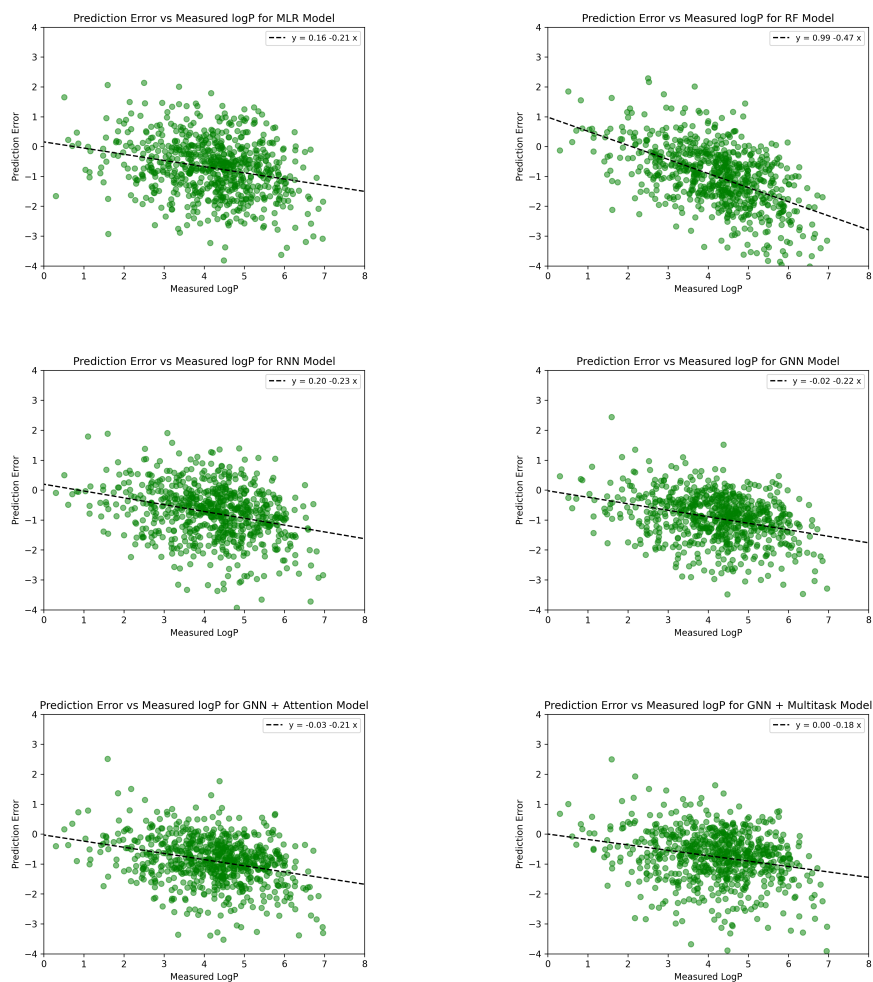 Prediction Error vs Measured logP for MLR Model
4
3
2
1
0
−1
−2
−3
−4
Prediction Error
y = 0.16 -0.21 x
0 1 2 3 4 5 6 7 8
Measured LogP
Prediction Error vs Measured logP for RF Model
4
3
2
1
0
−1
−2
−3
−4
Prediction Error
y = 0.99 -0.47 x
0 1 2 3 4 5 6 7 8
Measured LogP
Prediction Error vs Measured logP for RNN Model
4
3
2
1
0
−1
−2
−3
−4
Prediction Error
y = 0.20 -0.23 x
0 1 2 3 4 5 6 7 8
Measured LogP
Prediction Error vs Measured logP for GNN Model
4
3
2
1
0
−1
−2
−3
−4
Prediction Error
y = -0.02 -0.22 x
0 1 2 3 4 5 6 7 8
Measured LogP
Prediction Error vs Measured logP for GNN + Attention Model
4
3
2
1
0
−1
−2
−3
−4
Prediction Error
y = -0.03 -0.21 x
0 1 2 3 4 5 6 7 8
Measured LogP
Prediction Error vs Measured logP for GNN + Multitask Model
4
3
2
1
0
−1
−2
−3
−4
Prediction Error
y = 0.00 -0.18 x
0 1 2 3 4 5 6 7 8
Measured LogP